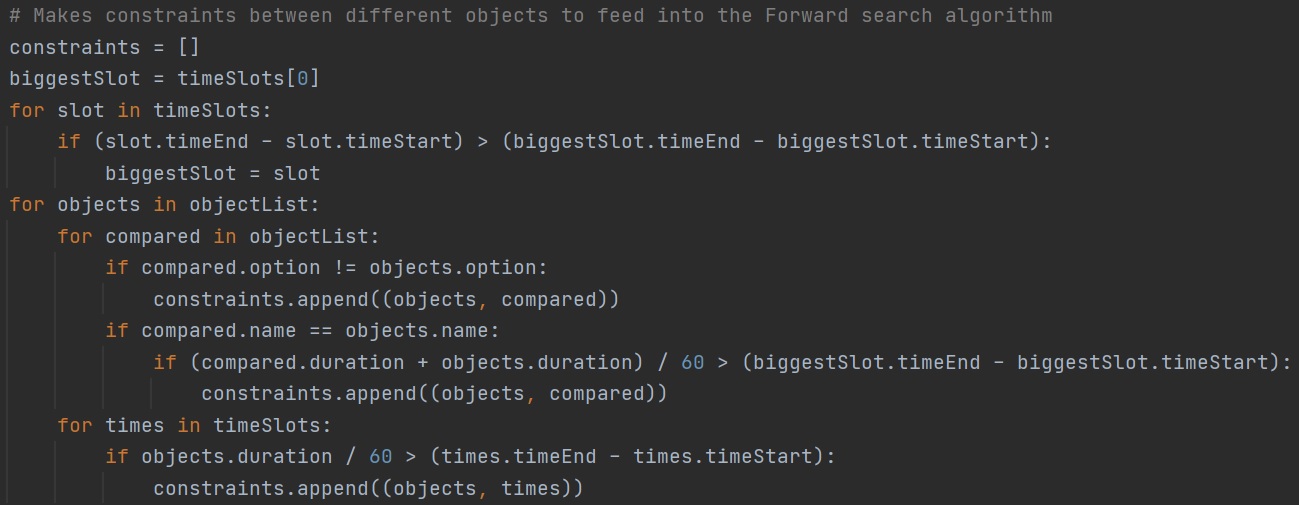 # Makes constraints between different objects to feed into the Forward search algorithm
constraints = []
biggestSlot = timeSlots[0]
for slot in timeSlots:
    if (slot.timeEnd - slot.timeStart) > (biggestSlot.timeEnd - biggestSlot.timeStart):
        biggestSlot = slot
for objects in objectList:
    for compared in objectList:
        if compared.option != objects.option:
            constraints.append((objects, compared))
        if compared.name == objects.name:
            if (compared.duration + objects.duration) / 60 > (biggestSlot.timeEnd - biggestSlot.timeStart):
                constraints.append((objects, compared))
    for times in timeSlots:
        if objects.duration / 60 > (times.timeEnd - times.timeStart):
            constraints.append((objects, times))